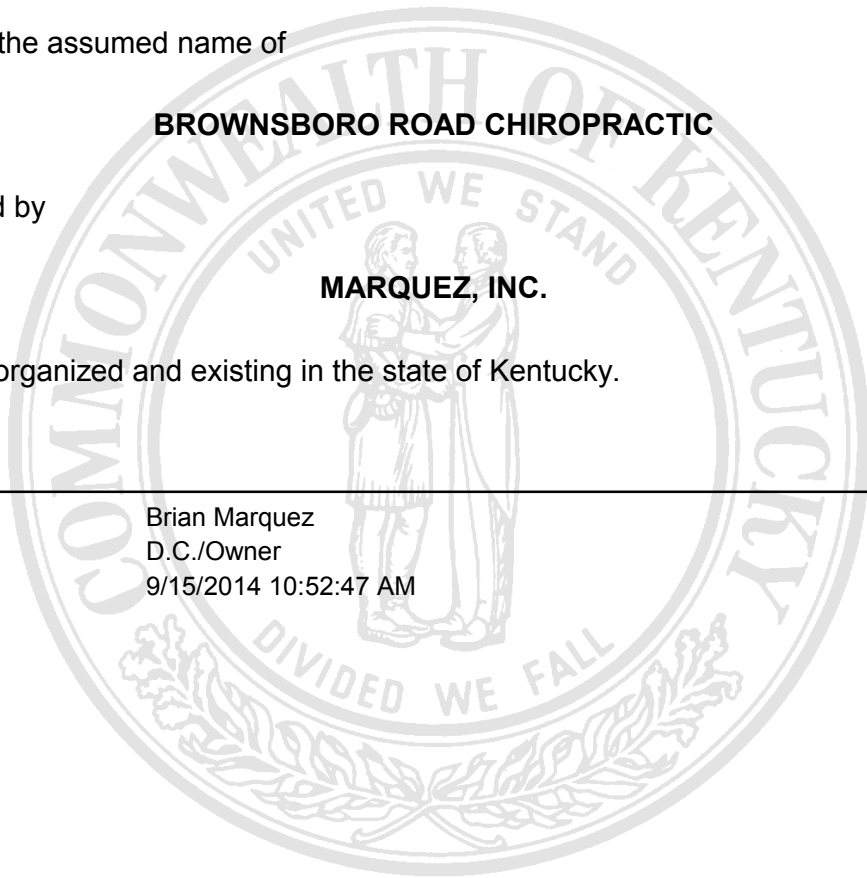 the assumed name of
BROWNSBORO ROAD CHIROPRACTIC
d by
MARQUEZ, INC.
organized and existing in the state of Kentucky.
Brian Marquez
D.C./Owner
9/15/2014 10:52:47 AM
COMMONWEALTH OF KENTUCKY
UNITED WE STAND
DIVIDED WE FALL